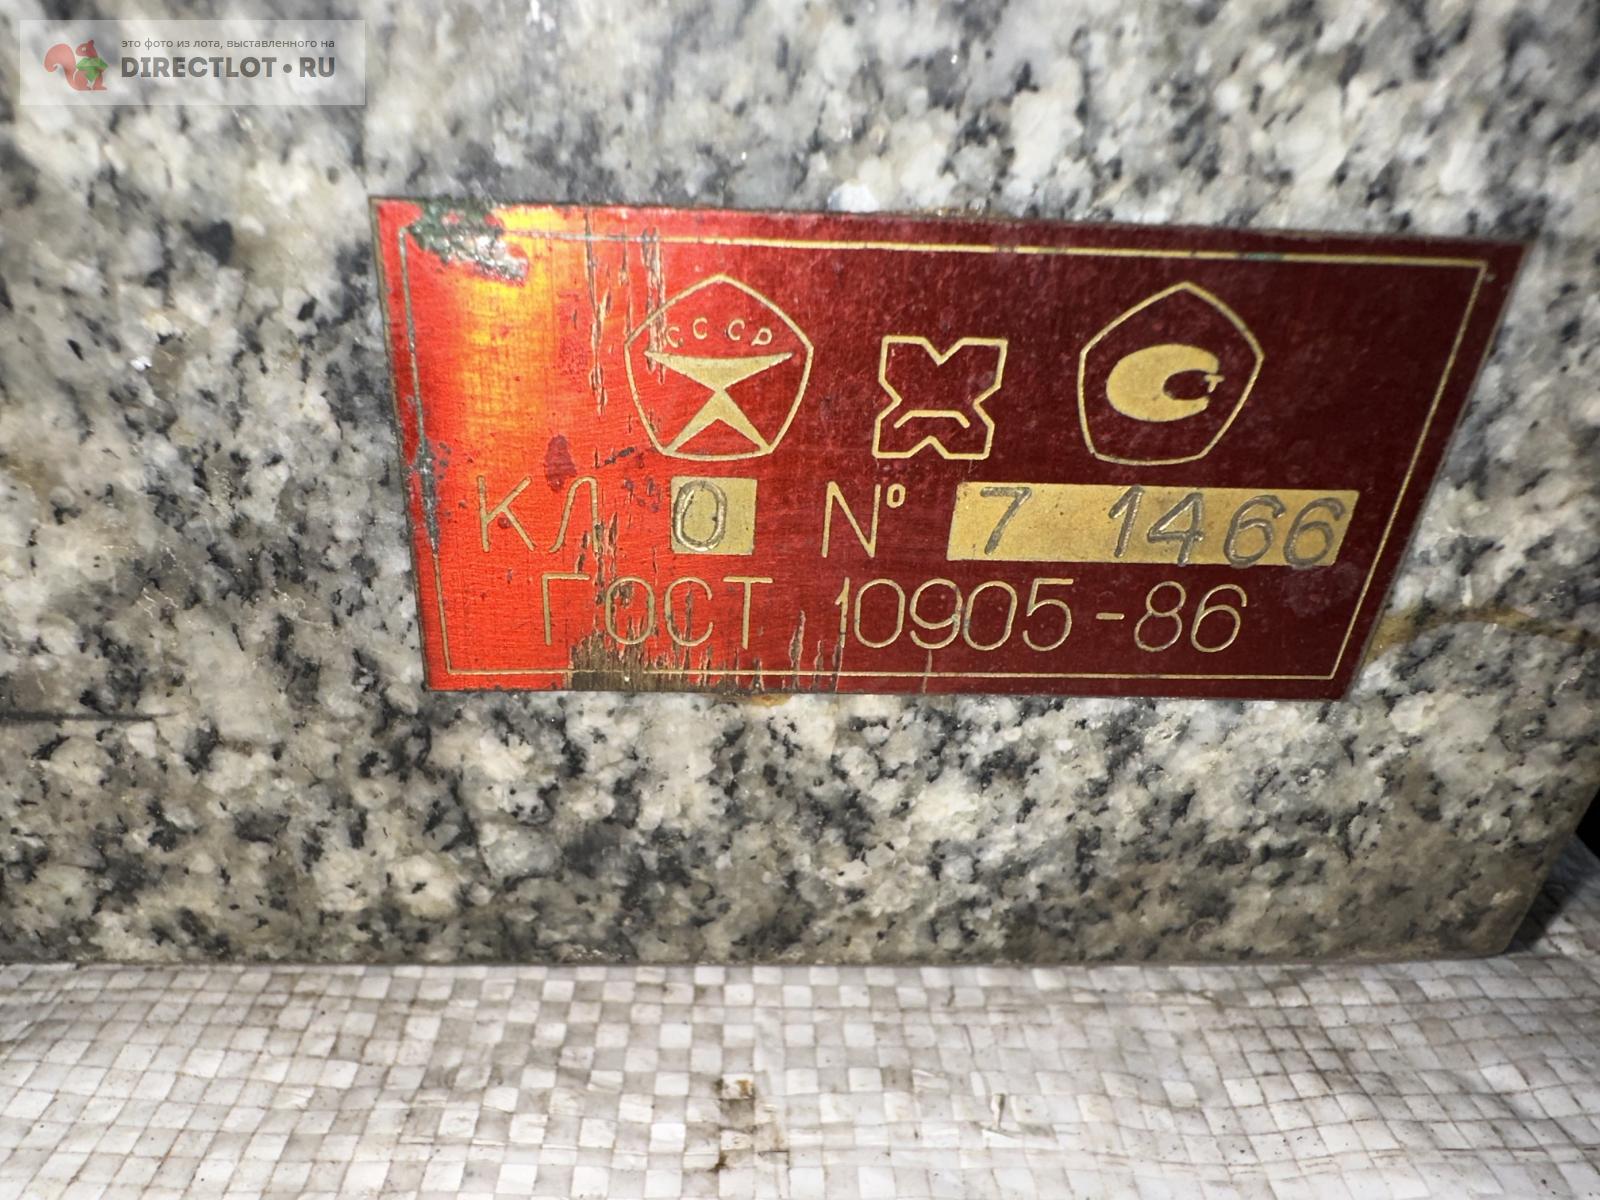 это фото из лота, выставленного на
DIRECTLOT•RU
СССР
КЛ 0 № 7 1466
ГОСТ 10905-86